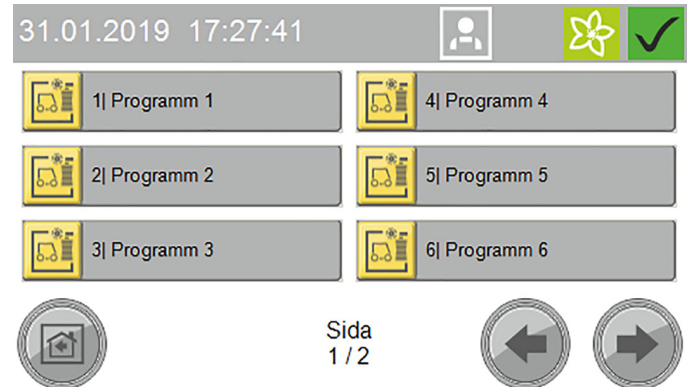 31.01.2019 17:27:41
1| Programm 1
4| Programm 4
2| Programm 2
5| Programm 5
3| Programm 3
6| Programm 6
Sida
1 / 2